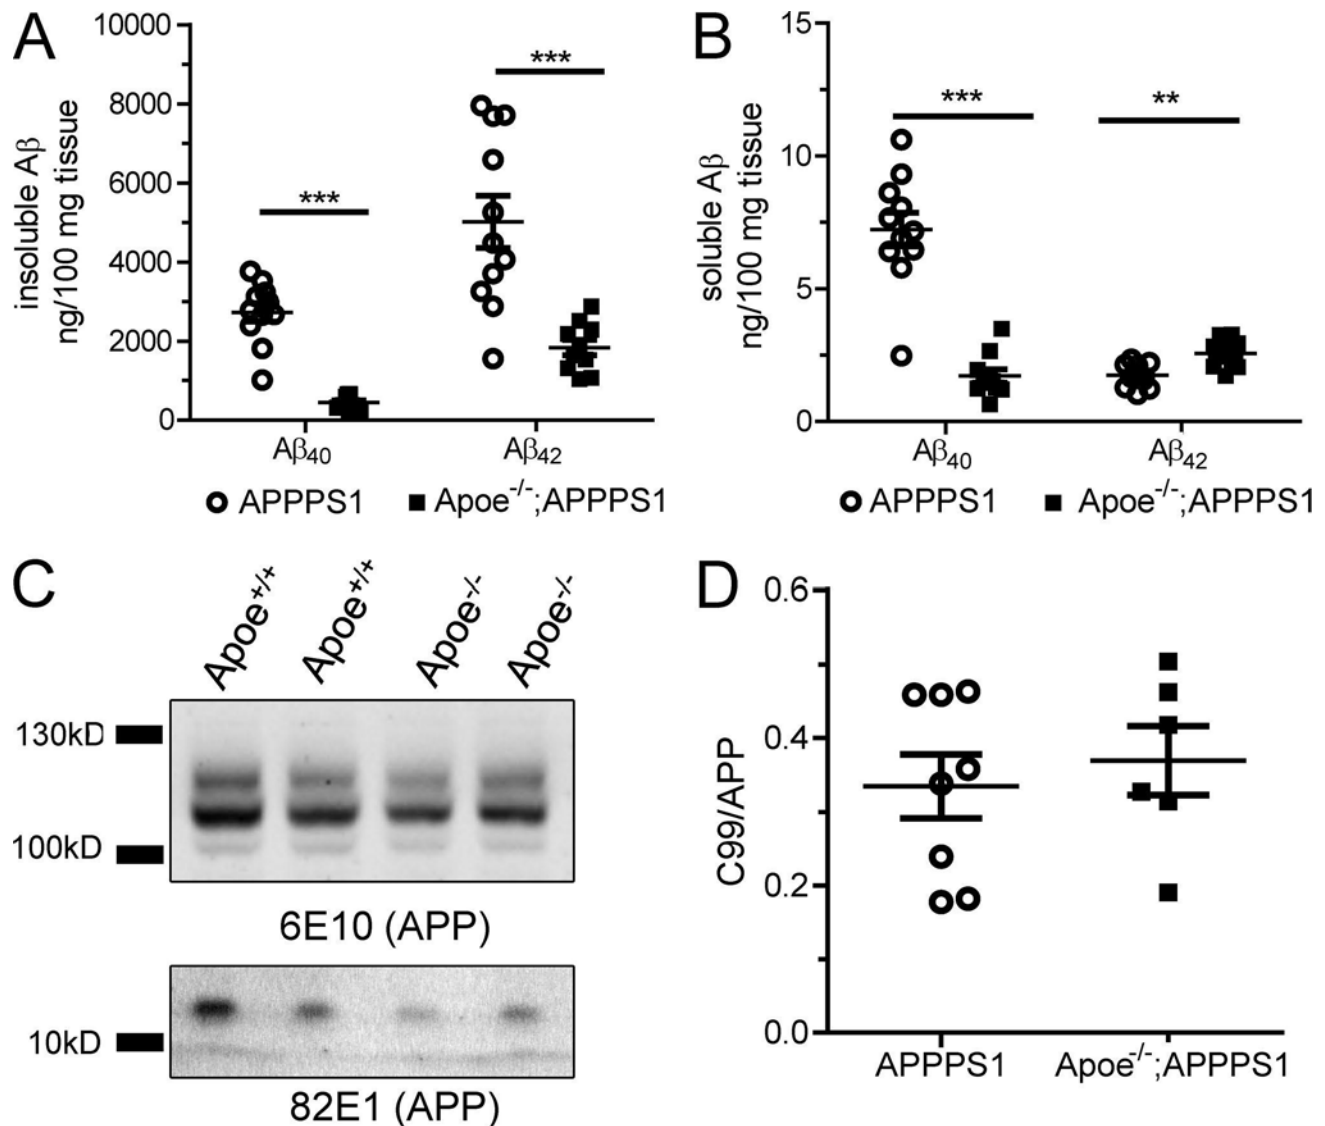 A
10000
8000
6000
4000
2000
0
insoluble Aβ
ng/100 mg tissue
***
***
Aβ40
Aβ42
APPPS1
Apoe-/-;APPPS1
B
15
10
5
0
soluble Aβ
ng/100 mg tissue
***
**
Aβ40
Aβ42
APPPS1
Apoe-/-;APPPS1
C
Apoe+/+
Apoe+/+
Apoe-/-
Apoe-/-
130kD
100kD
6E10 (APP)
10kD
82E1 (APP)
D
0.6
0.4
0.2
0.0
C99/APP
APPPS1
Apoe-/-;APPPS1